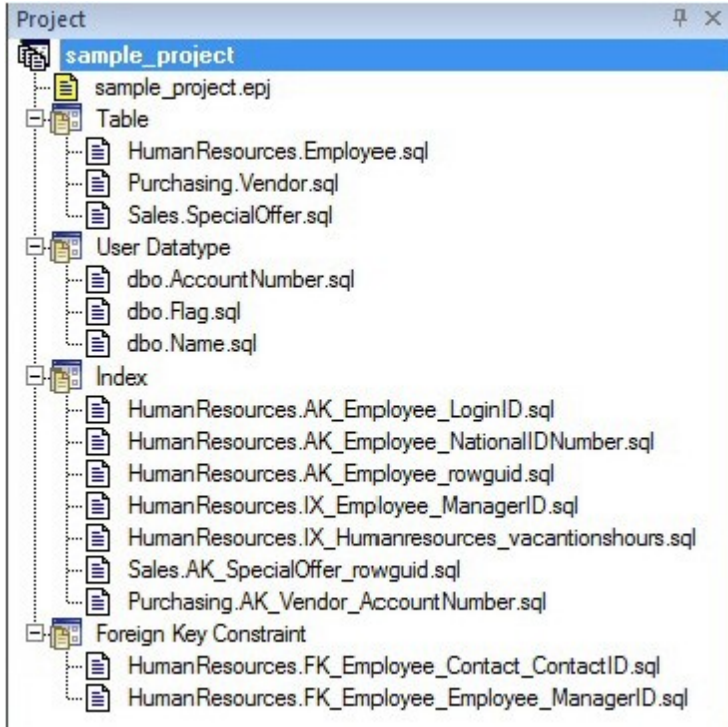 Project
sample_project
sample_project.epj
Table
HumanResources.Employee.sql
Purchasing.Vendor.sql
Sales.SpecialOffer.sql
User Datatype
dbo.AccountNumber.sql
dbo.Flag.sql
dbo.Name.sql
Index
HumanResources.AK_Employee_LoginID.sql
HumanResources.AK_Employee_NationalIDNumber.sql
HumanResources.AK_Employee_rowguid.sql
HumanResources.IX_Employee_ManagerID.sql
HumanResources.IX_Humanresources_vacantionshours.sql
Sales.AK_SpecialOffer_rowguid.sql
Purchasing.AK_Vendor_AccountNumber.sql
Foreign Key Constraint
HumanResources.FK_Employee_Contact_ContactID.sql
HumanResources.FK_Employee_Employee_ManagerID.sql